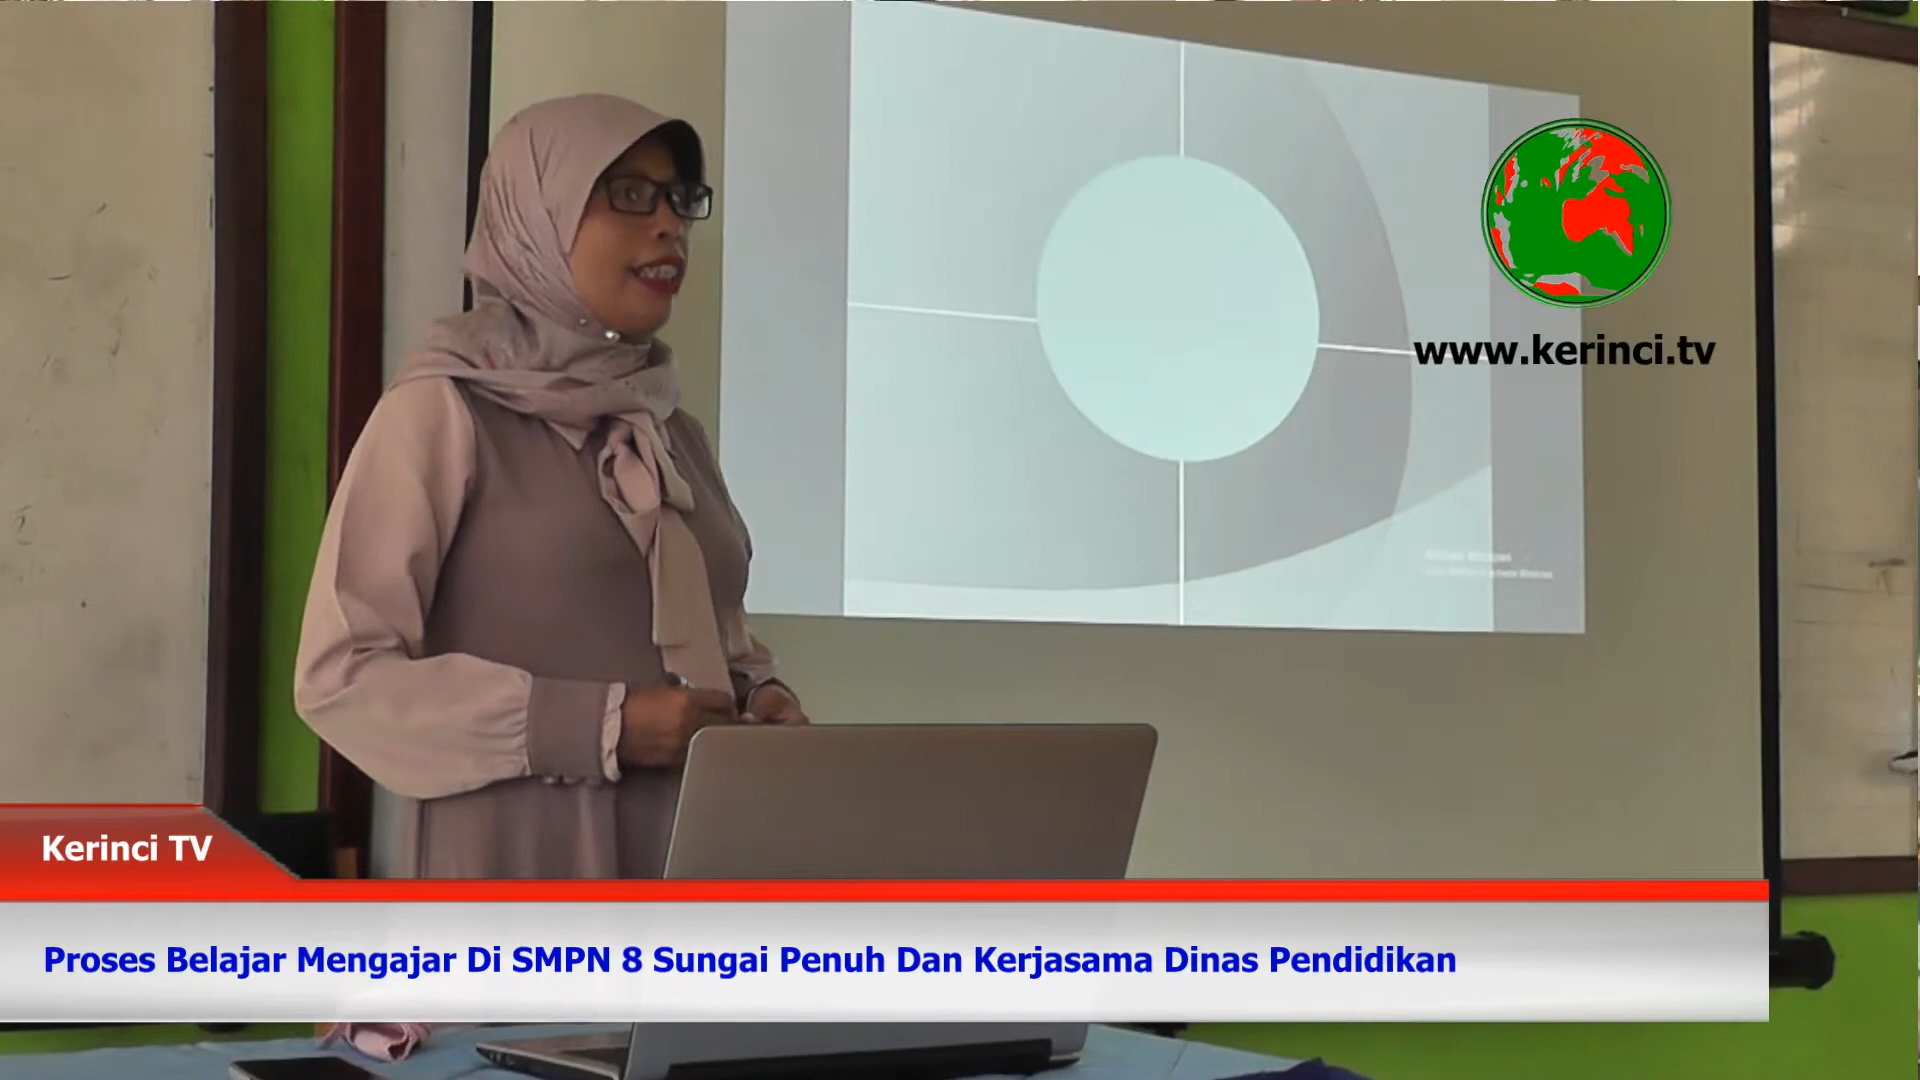 www.kerinci.tv
Kerinci TV
Proses Belajar Mengajar Di SMPN 8 Sungai Penuh Dan Kerjasama Dinas Pendidikan